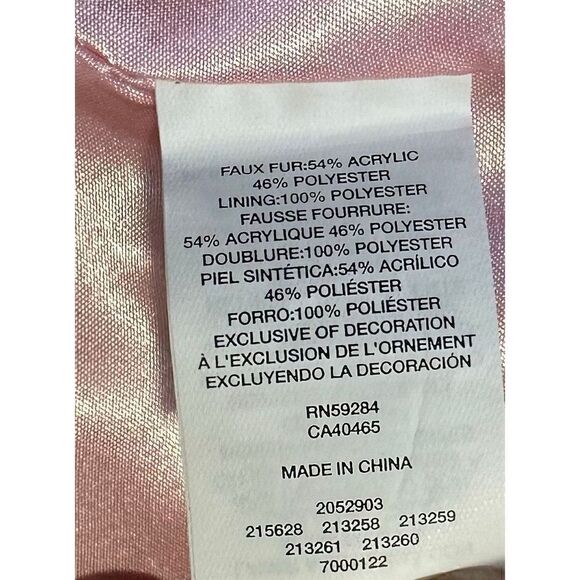 FAUX FUR:54% ACRYLIC
46% POLYESTER
LINING:100% POLYESTER
FAUSSE FOURRURE:
54% ACRYLIQUE 46% POLYESTER
DOUBLURE:100% POLYESTER
PIEL SINTÉTICA:54% ACRÍLICO
46% POLIÉSTER
FORRO:100% POLIÉSTER
EXCLUSIVE OF DECORATION
À L'EXCLUSION DE L'ORNEMENT
EXCLUYENDO LA DECORACIÓN
RN59284
CA40465
MADE IN CHINA
2052903
215628 213258 213259
213261 213260
7000122